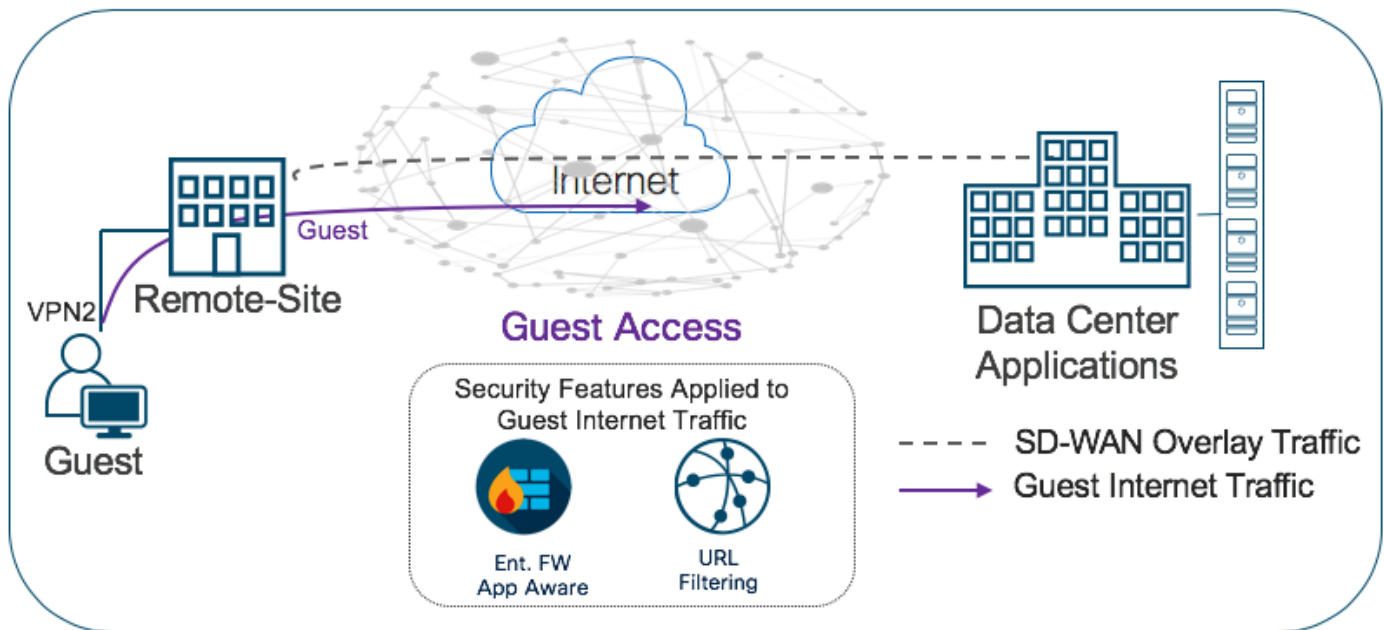 Internet
Guest
Remote-Site
VPN2
Guest
Guest Access
Security Features Applied to
Guest Internet Traffic
Ent. FW
App Aware
URL
Filtering
Data Center
Applications
SD-WAN Overlay Traffic
Guest Internet Traffic